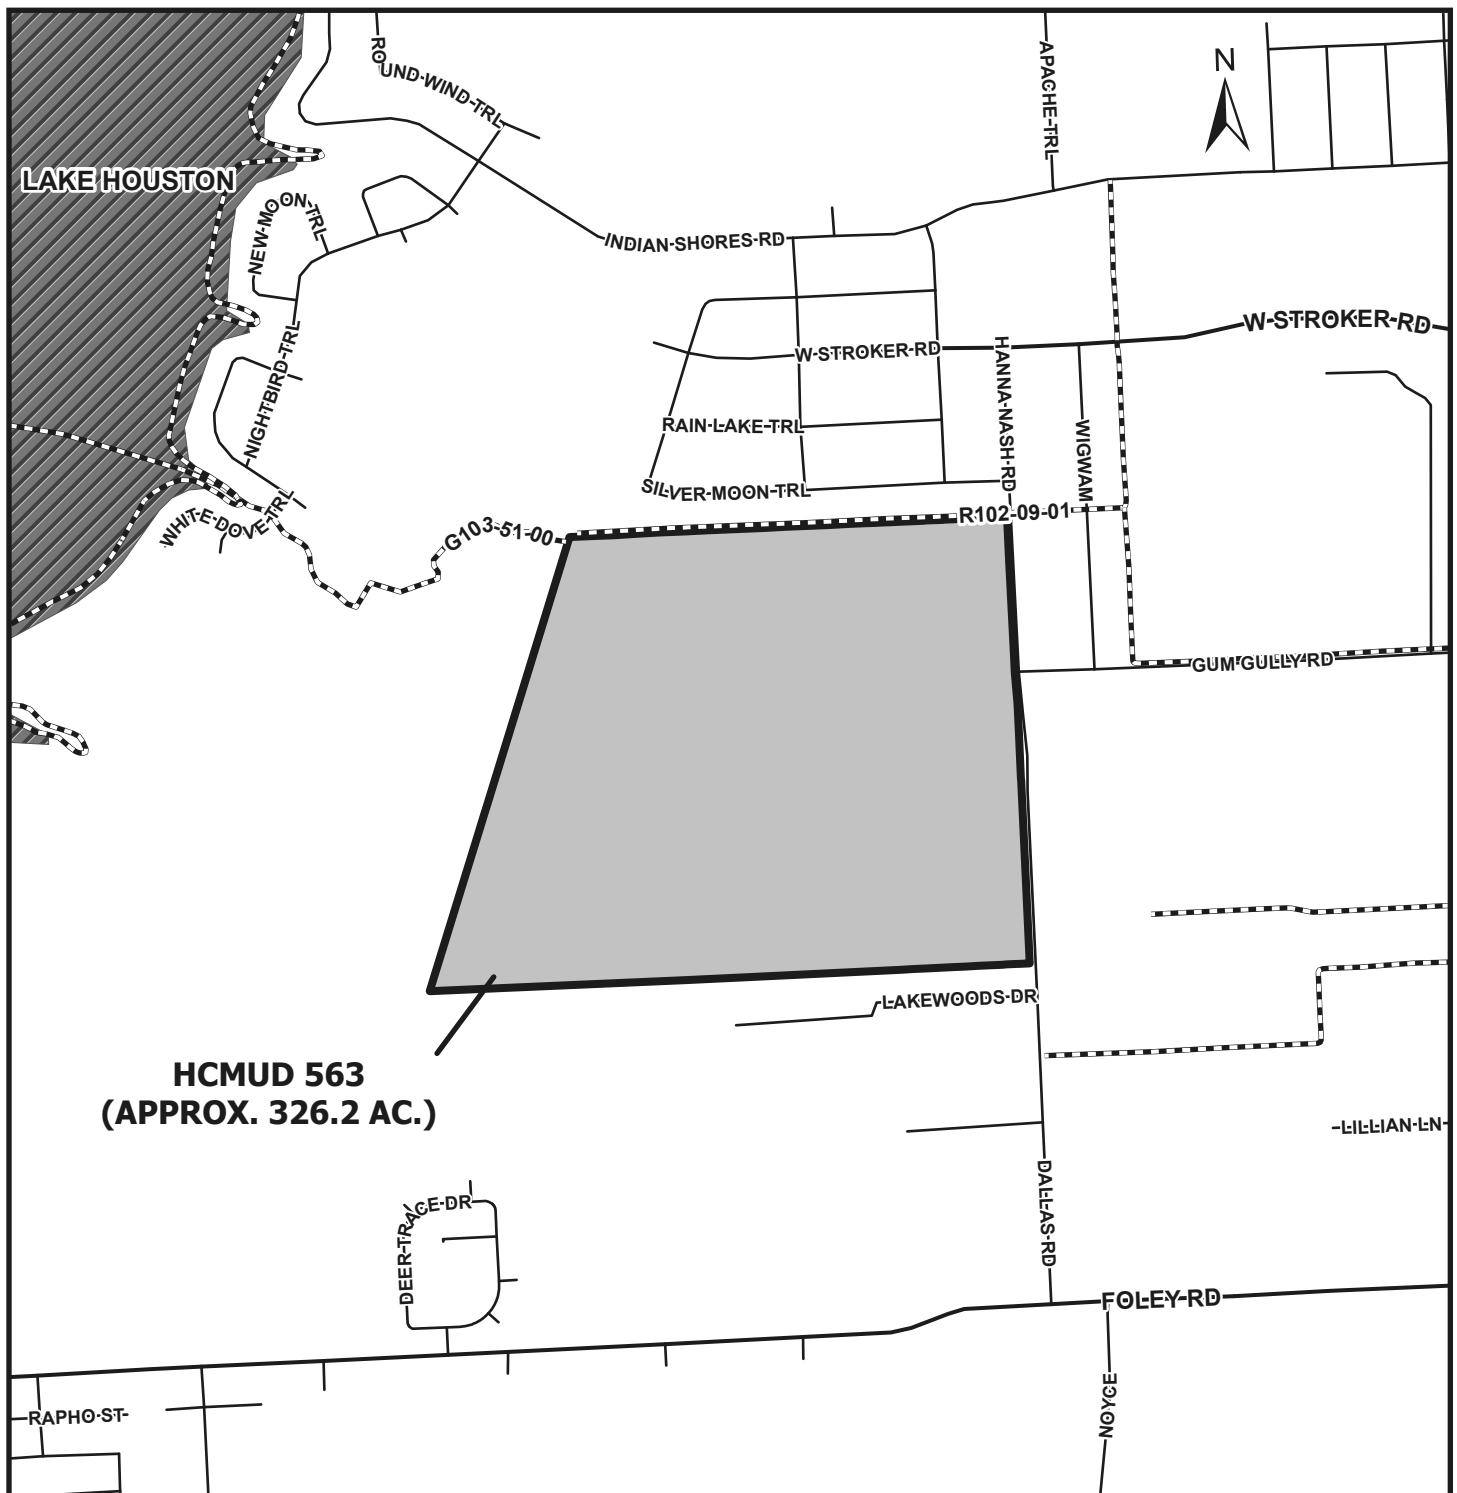 ROUND WIND TRL
APACHE TRL
N
LAKE HOUSTON
NEW MOON TRL
INDIAN SHORES RD
W STROKER RD
W STROKER RD
NIGHTBIRD TRL
HANNA NASH RD
RAIN LAKE TRL
WIGWAM
SILVER MOON TRL
WHITE DOVE TRL
G103-51-00
R102-09-01
GUM GULLY RD
LAKEWOODS DR
HCMUD 563
(APPROX. 326.2 AC.)
LILLIAN LN
DALLAS RD
DEER TRACE DR
FOLEY RD
NOYCE
RAPHO ST